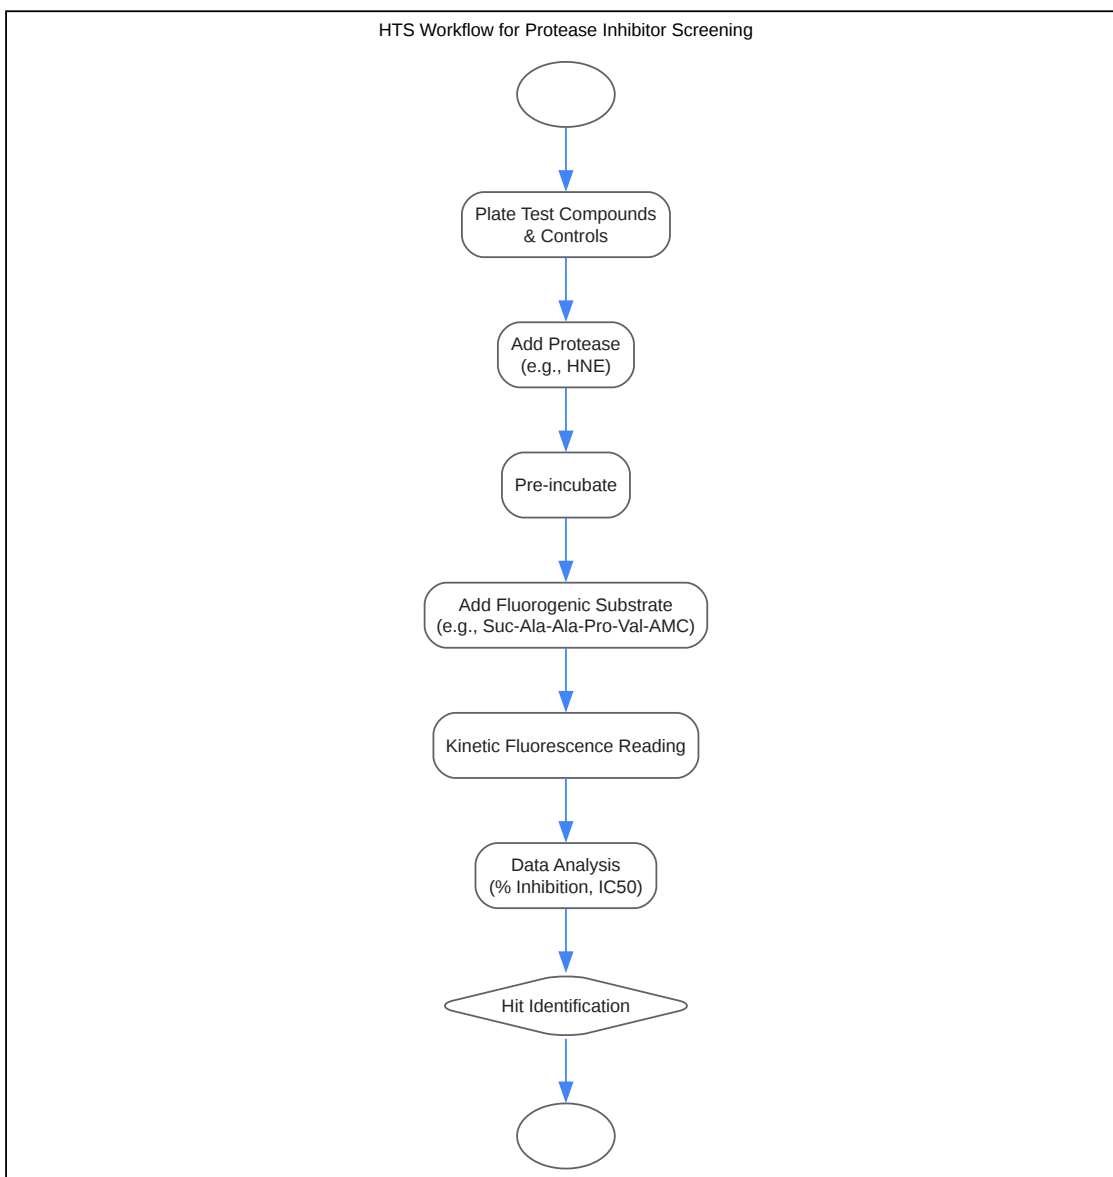 HTS Workflow for Protease Inhibitor Screening
Plate Test Compounds
& Controls
Add Protease
(e.g., HNE)
Pre-incubate
Add Fluorogenic Substrate
(e.g., Suc-Ala-Ala-Pro-Val-AMC)
Kinetic Fluorescence Reading
Data Analysis
(% Inhibition, IC50)
Hit Identification